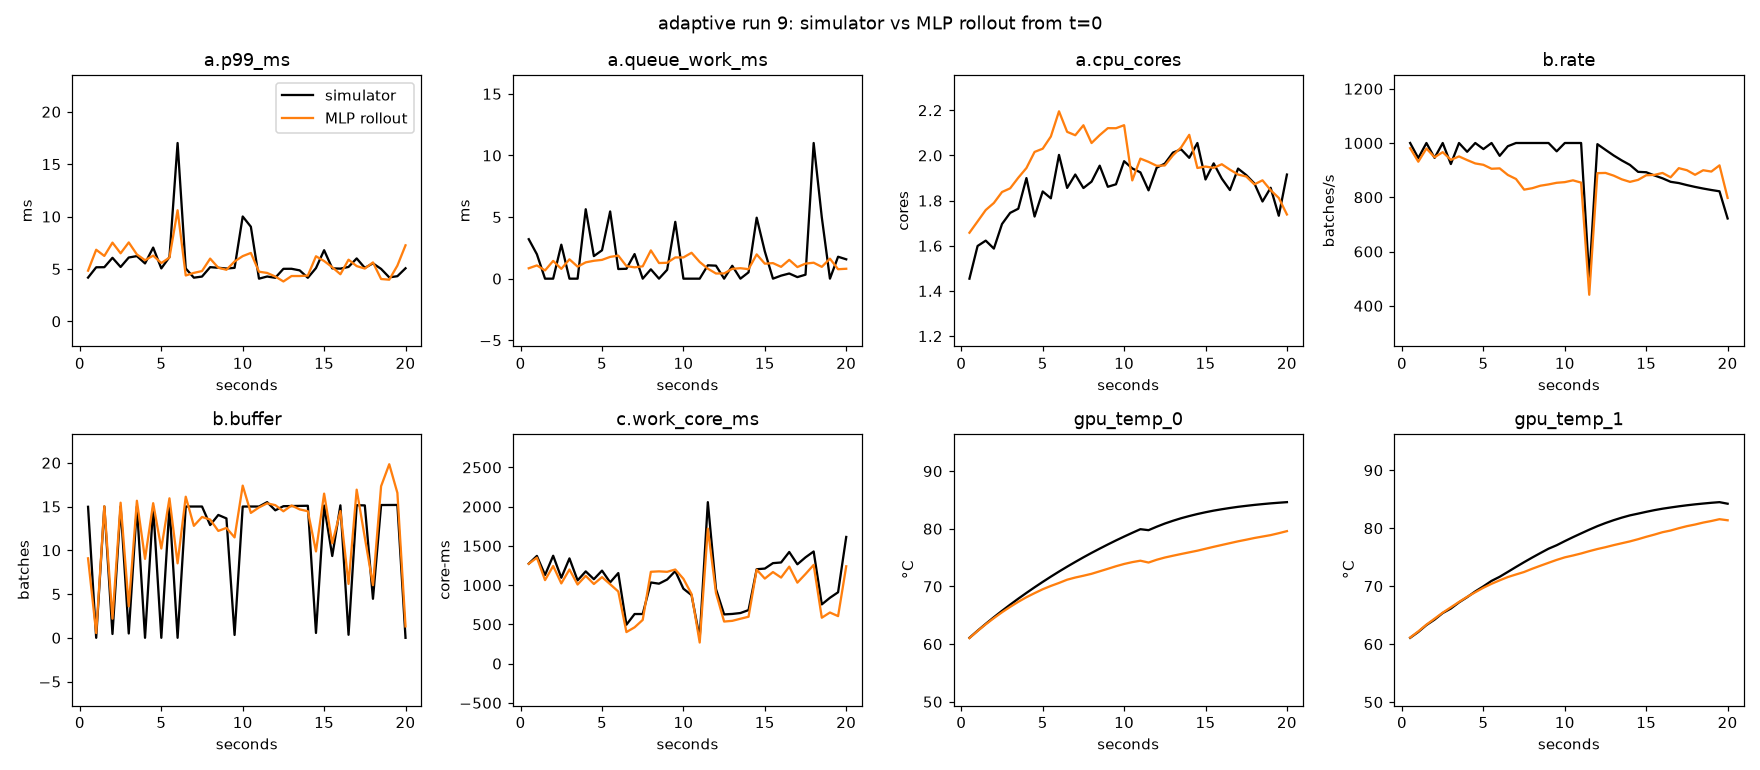 adaptive run 9: simulator vs MLP rollout from t=0
a.p99_ms
ms
20
15
10
5
0
simulator
MLP rollout
0 5 10 15 20
seconds
a.queue_work_ms
ms
15
10
5
0
−5
0 5 10 15 20
seconds
a.cpu_cores
cores
2.2
2.0
1.8
1.6
1.4
1.2
0 5 10 15 20
seconds
b.rate
batches/s
1200
1000
800
600
400
0 5 10 15 20
seconds
b.buffer
batches
20
15
10
5
0
−5
0 5 10 15 20
seconds
c.work_core_ms
core-ms
2500
2000
1500
1000
500
0
−500
0 5 10 15 20
seconds
gpu_temp_0
°C
90
80
70
60
50
0 5 10 15 20
seconds
gpu_temp_1
°C
90
80
70
60
50
0 5 10 15 20
seconds